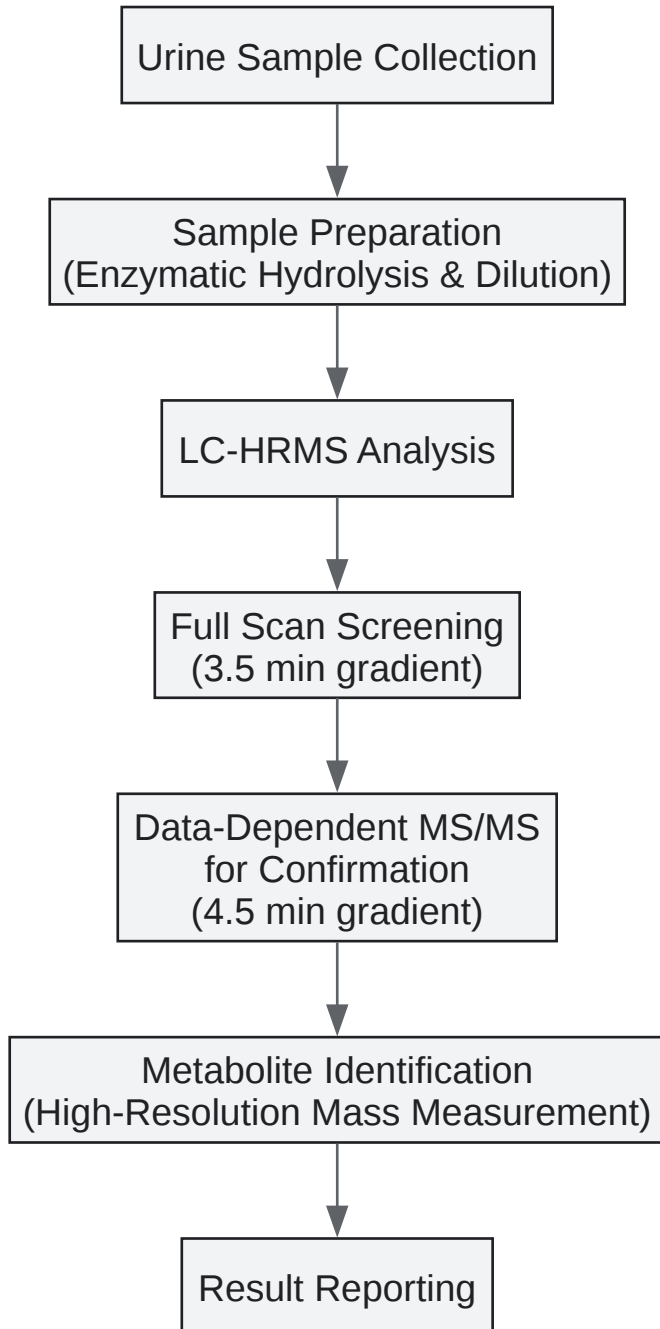 Urine Sample Collection
Sample Preparation
(Enzymatic Hydrolysis & Dilution)
LC-HRMS Analysis
Full Scan Screening
(3.5 min gradient)
Data-Dependent MS/MS
for Confirmation
(4.5 min gradient)
Metabolite Identification
(High-Resolution Mass Measurement)
Result Reporting